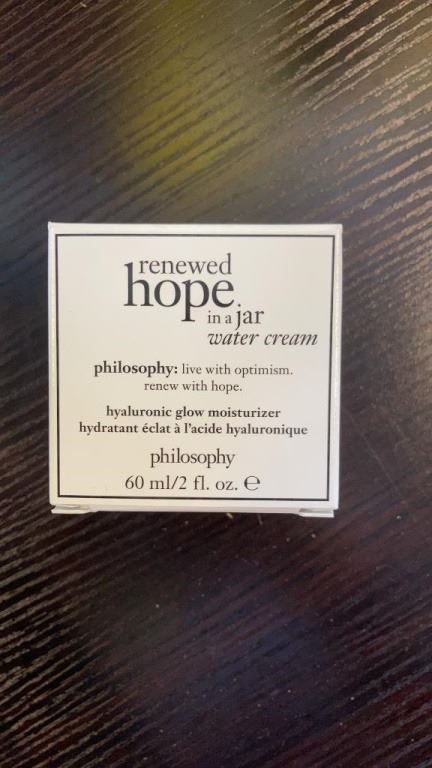 renewed
hope
in a jar
water cream
philosophy: live with optimism.
renew with hope.
hyaluronic glow moisturizer
hydratant éclat à l'acide hyaluronique
philosophy
60 ml/2 fl. oz. ℮